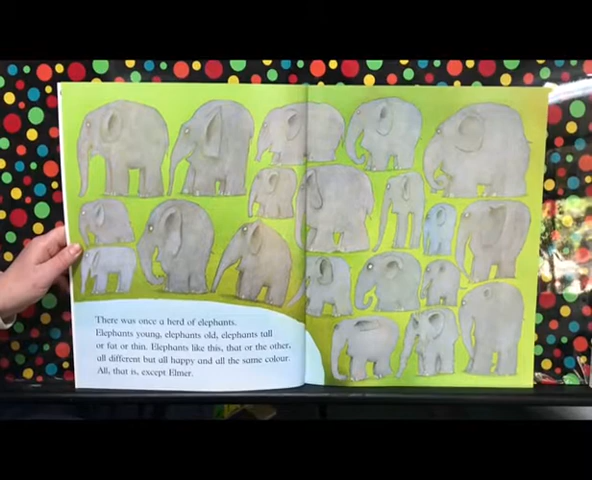 There was once a herd of elephants.
Elephants young, elephants old, elephants tall
or fat or thin. Elephants like this, that or the other,
all different but all happy and all the same colour.
All, that is, except Elmer.